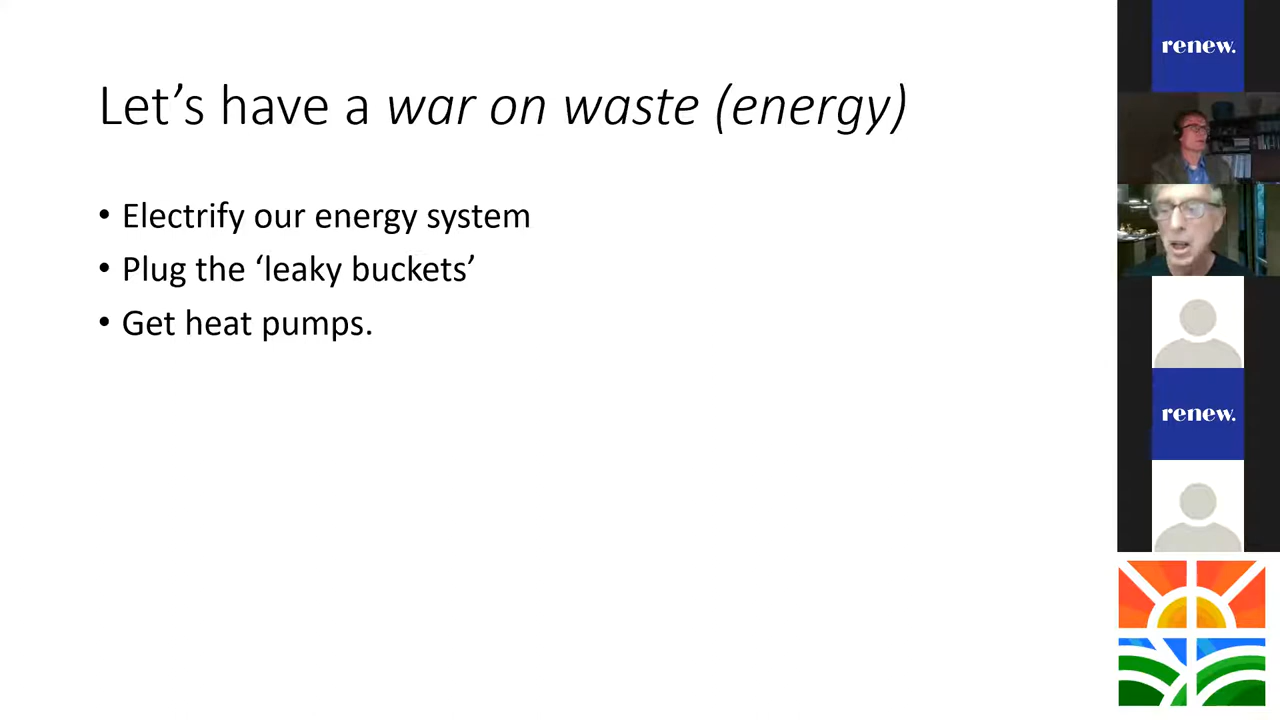 Let’s have a war on waste (energy)
• Electrify our energy system
• Plug the ‘leaky buckets’
• Get heat pumps.
renew.
renew.